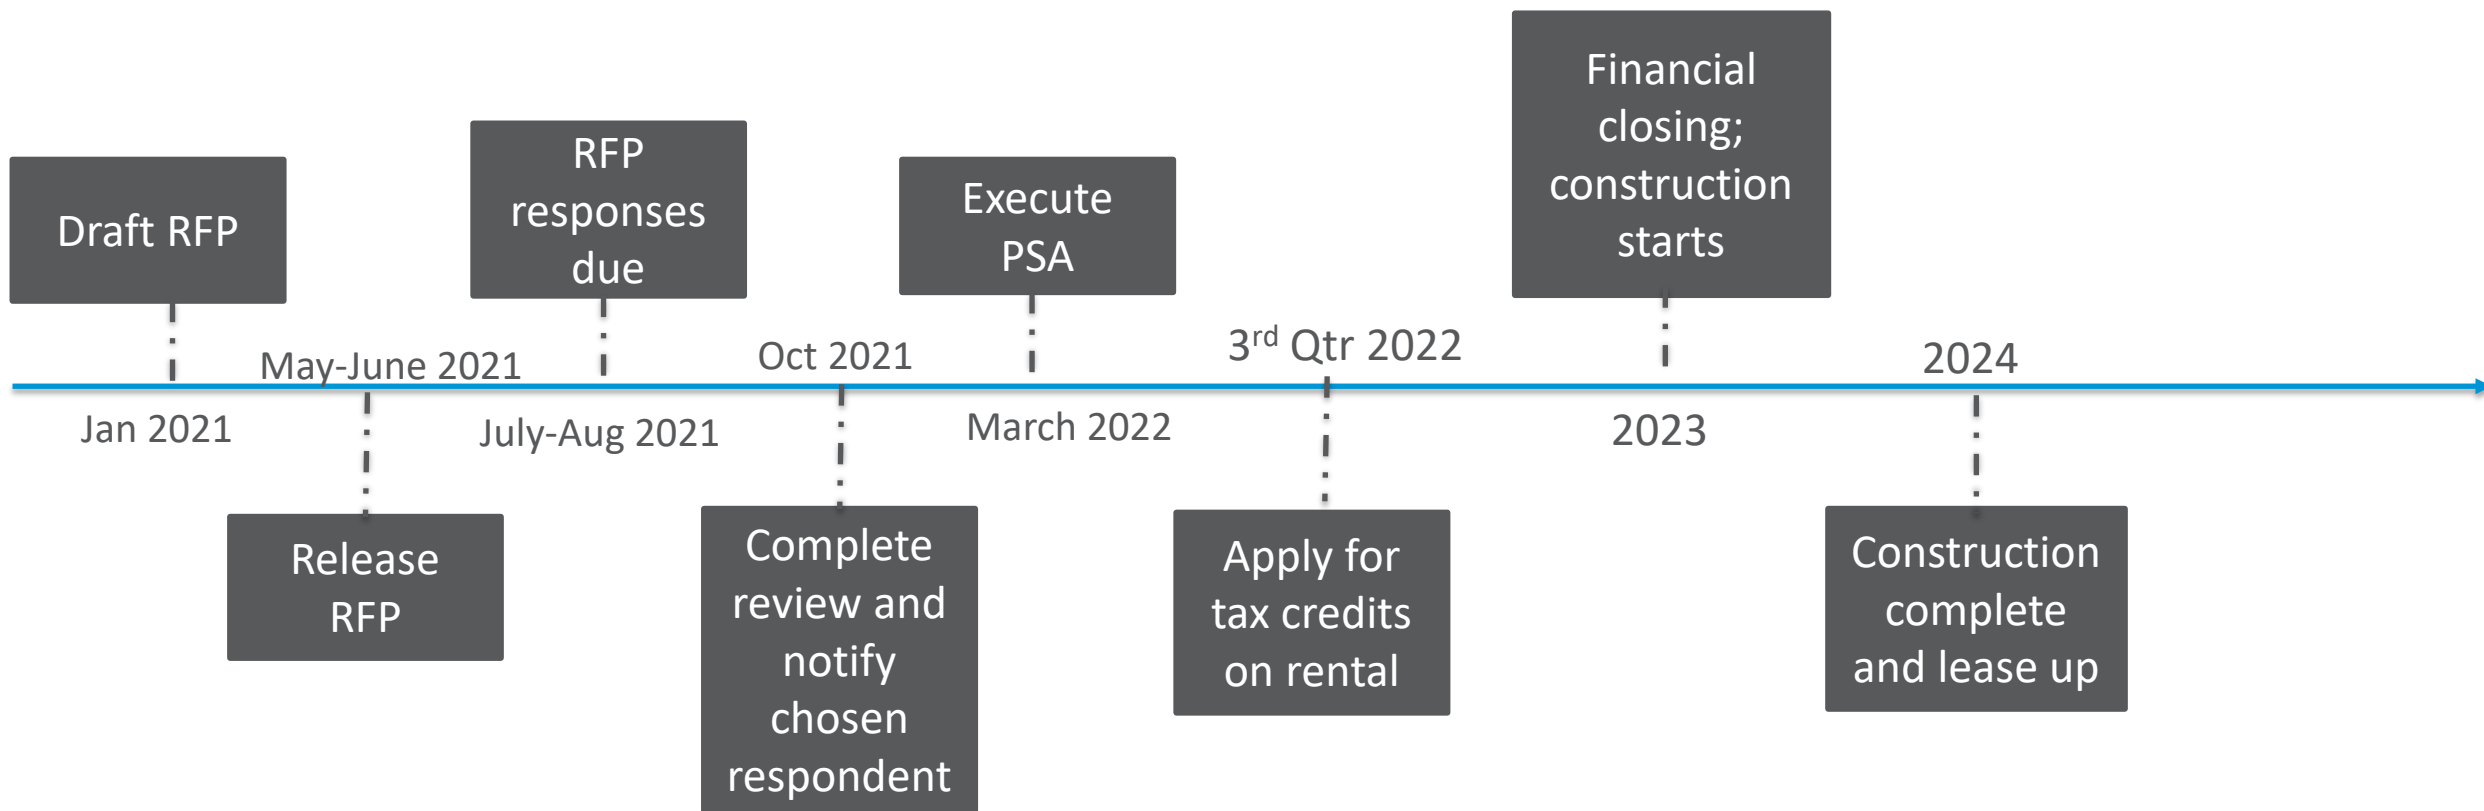 Draft RFP
Jan 2021
May-June 2021
Release
RFP
RFP
responses
due
July-Aug 2021
Oct 2021
Complete
review and
notify
chosen
respondent
Execute
PSA
March 2022
3rd Qtr 2022
Apply for
tax credits
on rental
Financial
closing;
construction
starts
2023
2024
Construction
complete
and lease up